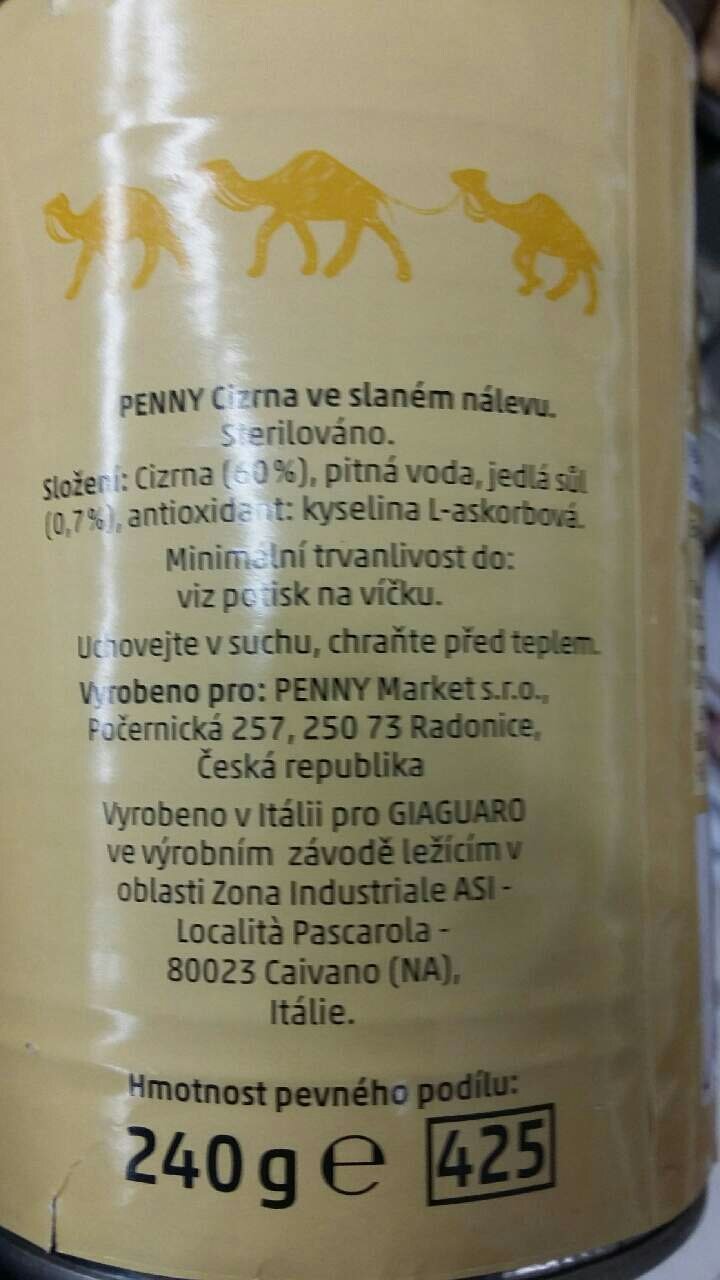 PENNY Cizrna ve slaném nálevu.
Sterilováno.
Složení: Cizrna (60%), pitná voda, jedlá sůl
(0,7%), antioxidant: kyselina L-askorbová.
Minimální trvanlivost do:
viz potisk na víčku.
Uchovejte v suchu, chraňte před teplem.
Vyrobeno pro: PENNY Market s.r.o.,
Počernická 257, 250 73 Radonice,
Česká republika
Vyrobeno v Itálii pro GIAGUARO
ve výrobním závodě ležícím v
oblasti Zona Industriale ASI -
Località Pascarola -
80023 Caivano (NA),
Itálie.
Hmotnost pevného podílu:
240 g e 425